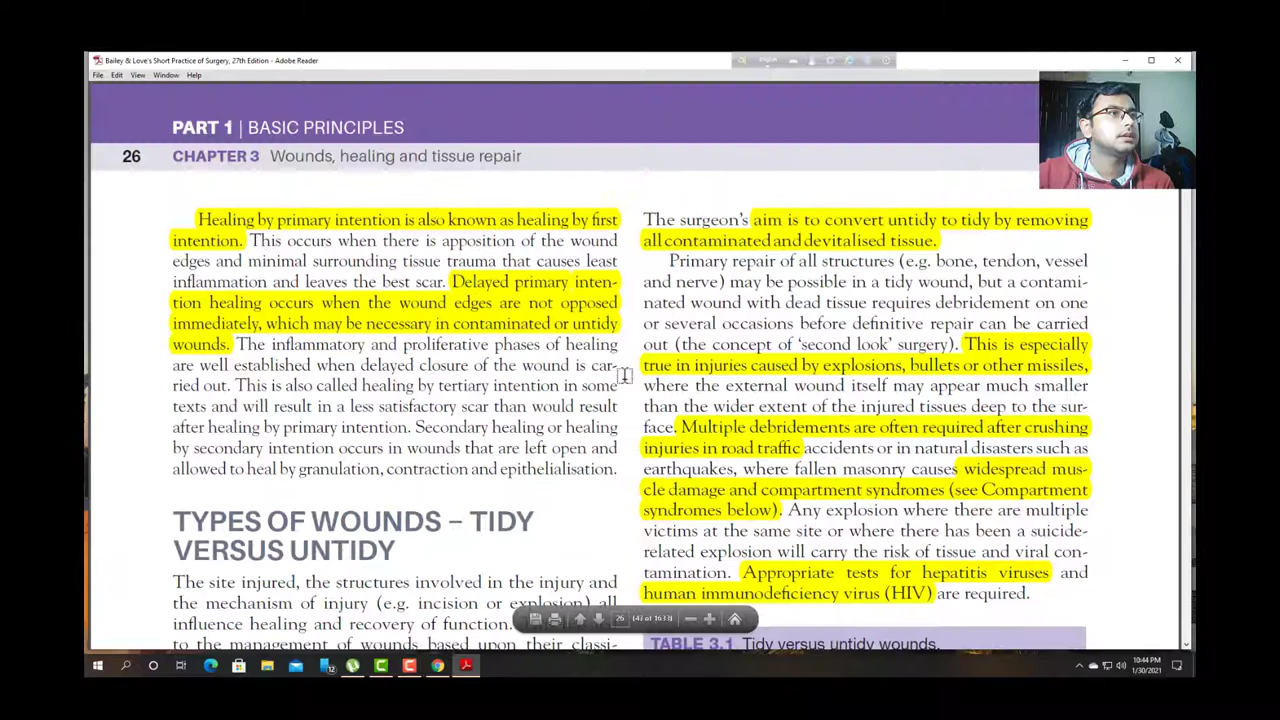 Bailey & Love's Short Practice of Surgery, 27th Edition - Adobe Reader
File Edit View Window Help
English
PART 1 | BASIC PRINCIPLES
26 CHAPTER 3 Wounds, healing and tissue repair
Healing by primary intention is also known as healing by first
intention. This occurs when there is apposition of the wound
edges and minimal surrounding tissue trauma that causes least
inflammation and leaves the best scar. Delayed primary inten-
tion healing occurs when the wound edges are not opposed
immediately, which may be necessary in contaminated or untidy
wounds. The inflammatory and proliferative phases of healing
are well established when delayed closure of the wound is car-
ried out. This is also called healing by tertiary intention in some
texts and will result in a less satisfactory scar than would result
after healing by primary intention. Secondary healing or healing
by secondary intention occurs in wounds that are left open and
allowed to heal by granulation, contraction and epithelialisation.
TYPES OF WOUNDS – TIDY
VERSUS UNTIDY
The site injured, the structures involved in the injury and
the mechanism of injury (e.g. incision or explosion) all
influence healing and recovery of function.
to the management of wounds based upon their classi-
The surgeon's aim is to convert untidy to tidy by removing
all contaminated and devitalised tissue.
Primary repair of all structures (e.g. bone, tendon, vessel
and nerve) may be possible in a tidy wound, but a contami-
nated wound with dead tissue requires debridement on one
or several occasions before definitive repair can be carried
out (the concept of 'second look' surgery). This is especially
true in injuries caused by explosions, bullets or other missiles,
where the external wound itself may appear much smaller
than the wider extent of the injured tissues deep to the sur-
face. Multiple debridements are often required after crushing
injuries in road traffic accidents or in natural disasters such as
earthquakes, where fallen masonry causes widespread mus-
cle damage and compartment syndromes (see Compartment
syndromes below). Any explosion where there are multiple
victims at the same site or where there has been a suicide-
related explosion will carry the risk of tissue and viral con-
tamination. Appropriate tests for hepatitis viruses and
human immunodeficiency virus (HIV) are required.
TABLE 3.1 Tidy versus untidy wounds.
26 (43 of 1633)
12
10:44 PM
1/30/2021